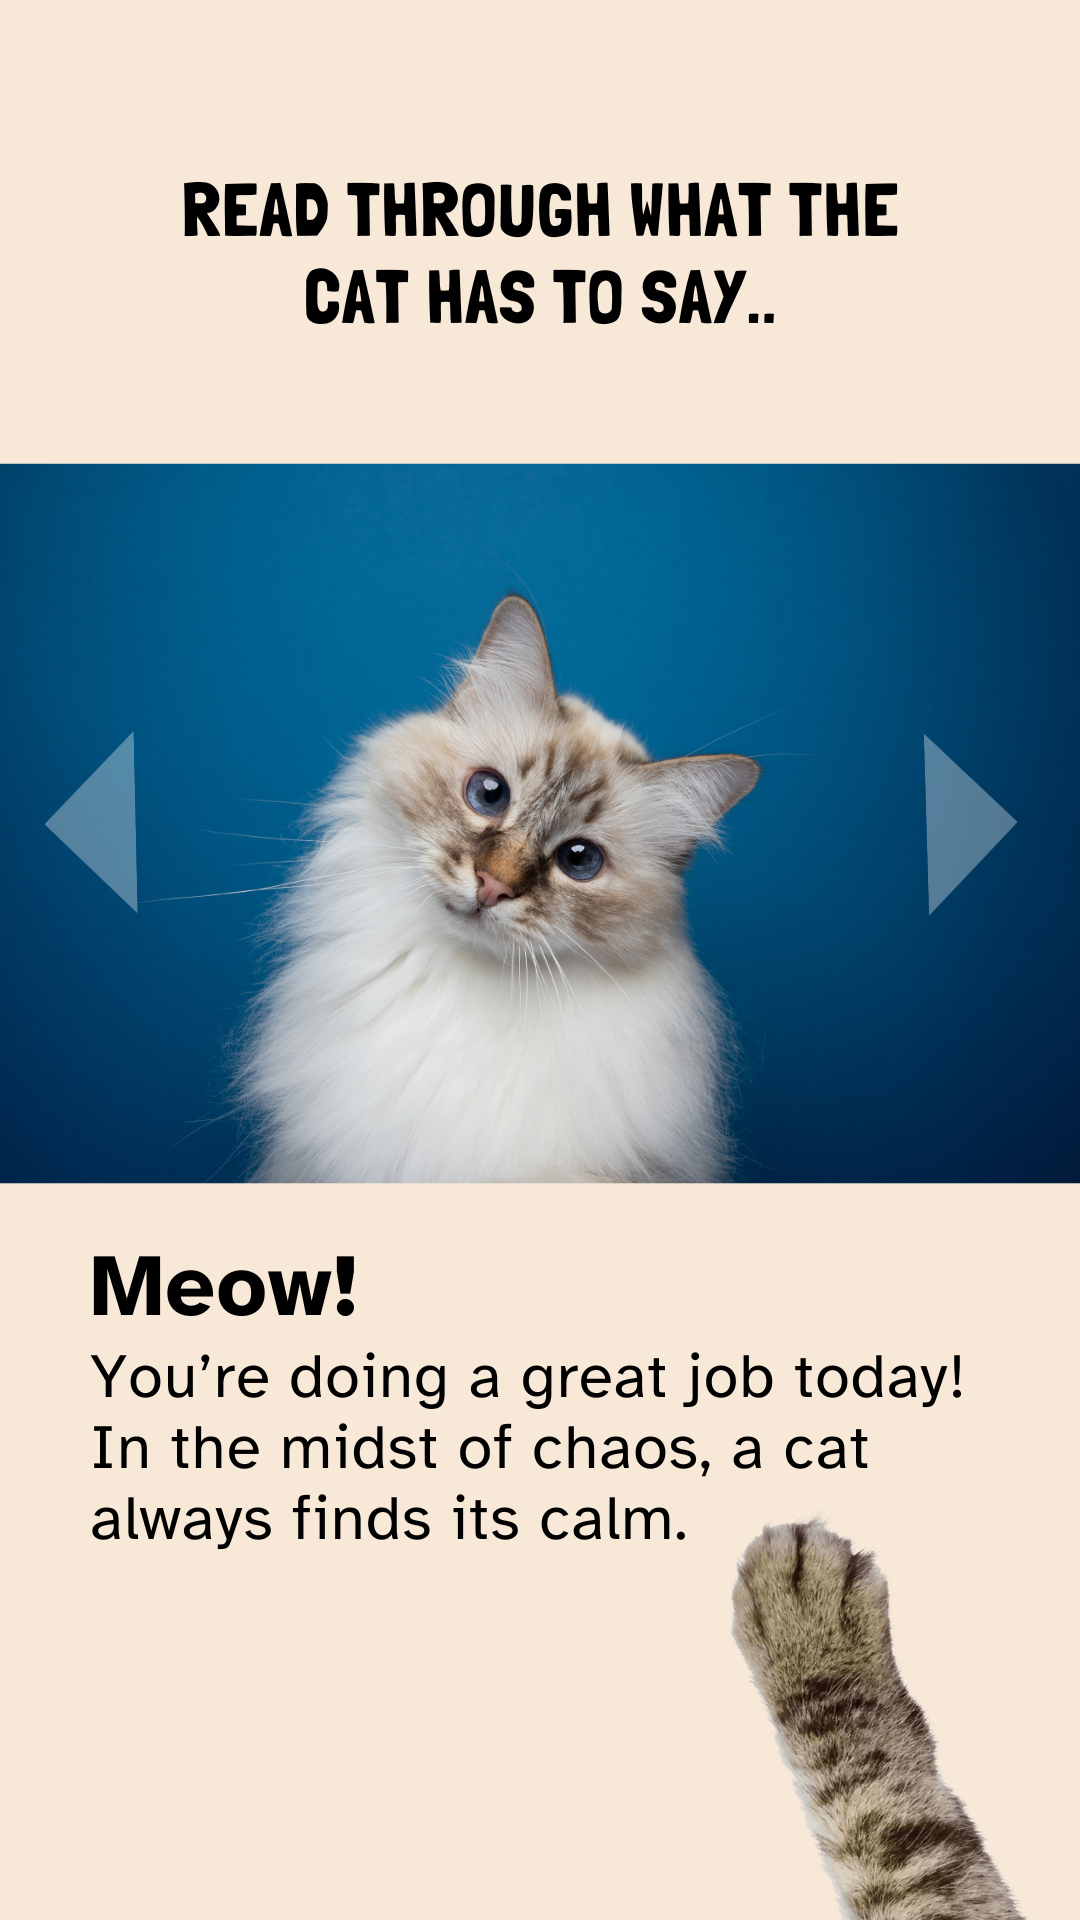 READ THROUGH WHAT THE
CAT HAS TO SAY..
Meow!
You’re doing a great job today!
In the midst of chaos, a cat
always finds its calm.